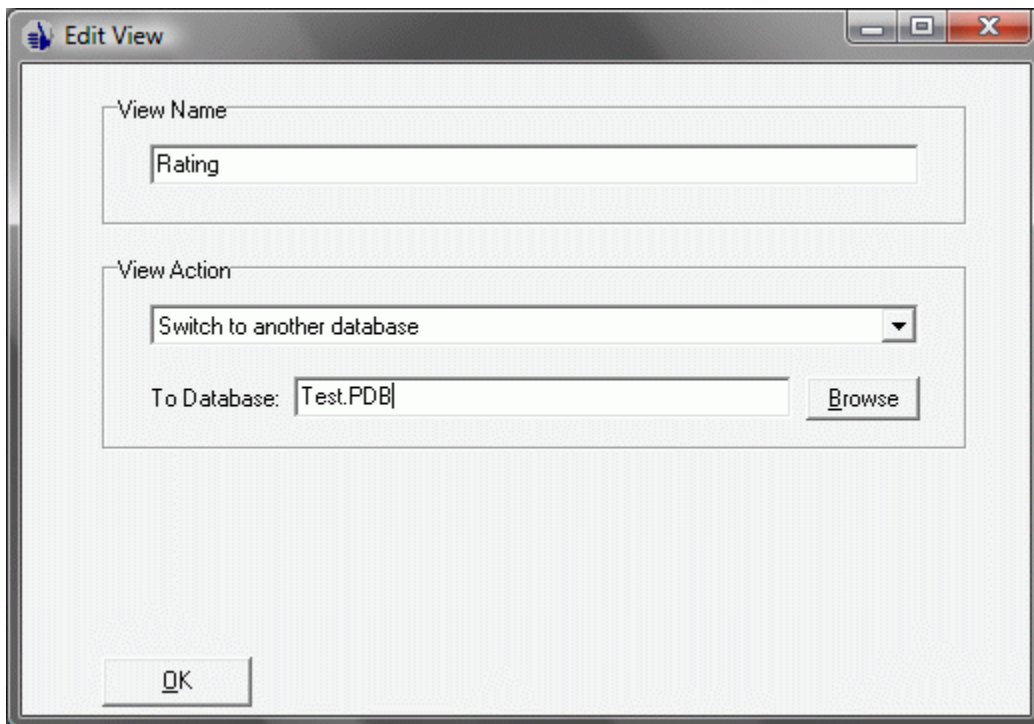 Edit View
View Name
Rating
View Action
Switch to another database
To Database: Test.PDB Browse
OK